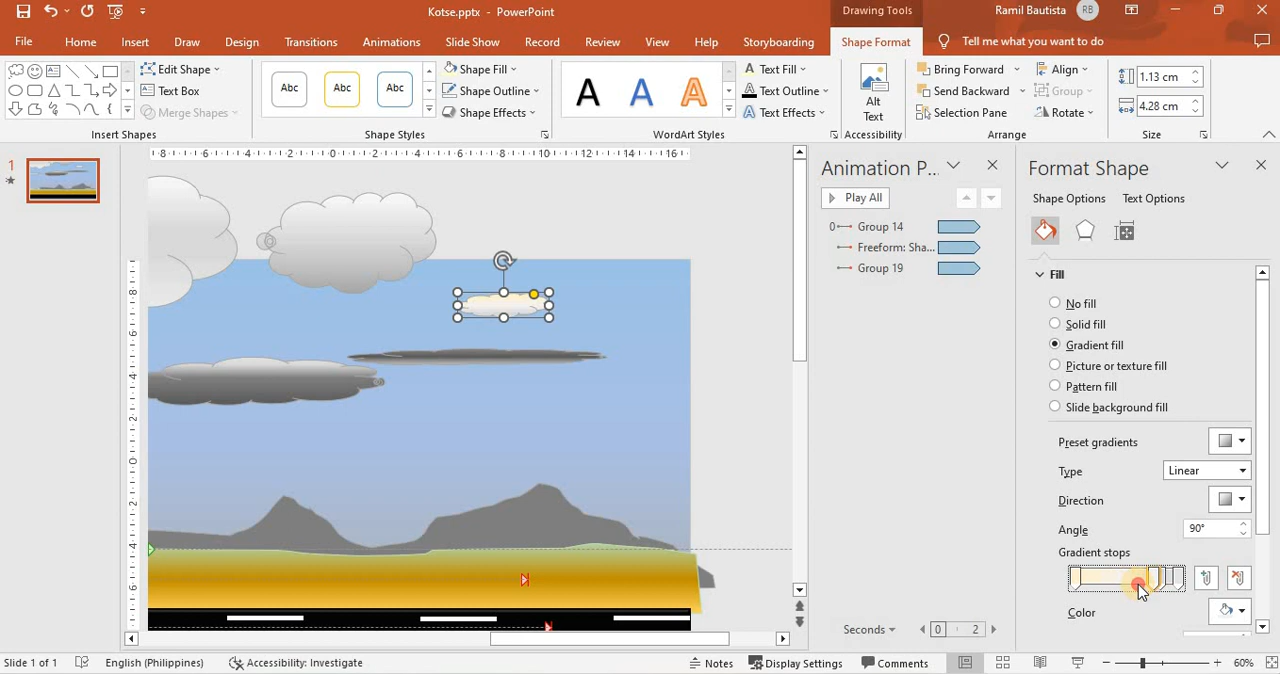 Kotse.pptx - PowerPoint
Drawing Tools
Ramil Bautista
RB
File
Home
Insert
Draw
Design
Transitions
Animations
Slide Show
Record
Review
View
Help
Storyboarding
Shape Format
Tell me what you want to do
Edit Shape
Text Box
Merge Shapes
Insert Shapes
Abc
Abc
Abc
Shape Fill
Shape Outline
Shape Effects
Shape Styles
A
A
A
Text Fill
Text Outline
Text Effects
WordArt Styles
Alt
Text
Accessibility
Bring Forward
Send Backward
Selection Pane
Align
Group
Rotate
Arrange
1.13 cm
4.28 cm
Size
1
Animation P...
Play All
0 Group 14
Freeform: Sha...
Group 19
Seconds
0
2
Format Shape
Shape Options
Text Options
Fill
No fill
Solid fill
Gradient fill
Picture or texture fill
Pattern fill
Slide background fill
Preset gradients
Type
Linear
Direction
Angle
90°
Gradient stops
Color
Slide 1 of 1
English (Philippines)
Accessibility: Investigate
Notes
Display Settings
Comments
60%